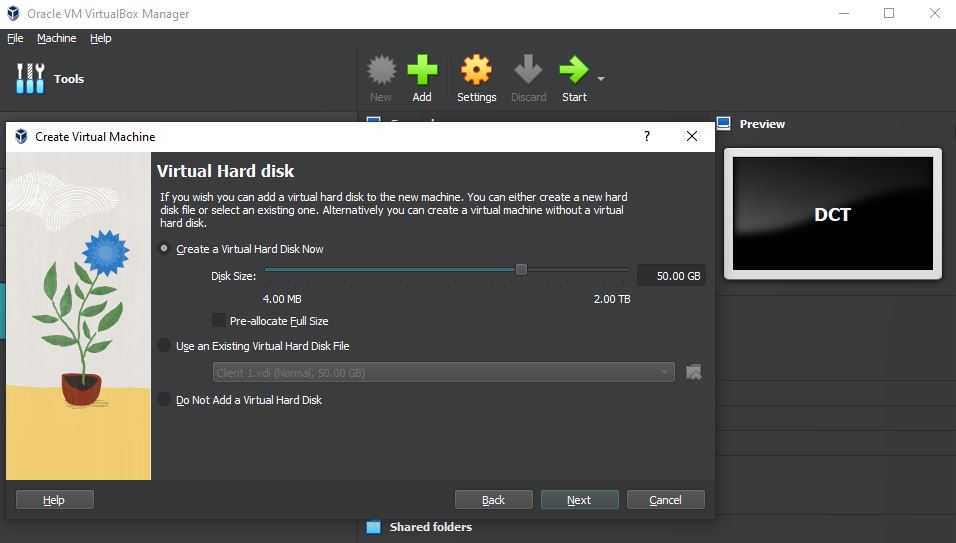 Oracle VM VirtualBox Manager
File Machine Help
Tools
New Add Settings Discard Start
Create Virtual Machine ?
Preview
DCT
Virtual Hard disk
If you wish you can add a virtual hard disk to the new machine. You can either create a new hard
disk file or select an existing one. Alternatively you can create a virtual machine without a virtual
hard disk.
Create a Virtual Hard Disk Now
Disk Size: 50.00 GB
4.00 MB 2.00 TB
Pre-allocate Full Size
Use an Existing Virtual Hard Disk File
Client 1.vdi (Normal, 50.00 GB)
Do Not Add a Virtual Hard Disk
Help Back Next Cancel
Shared folders